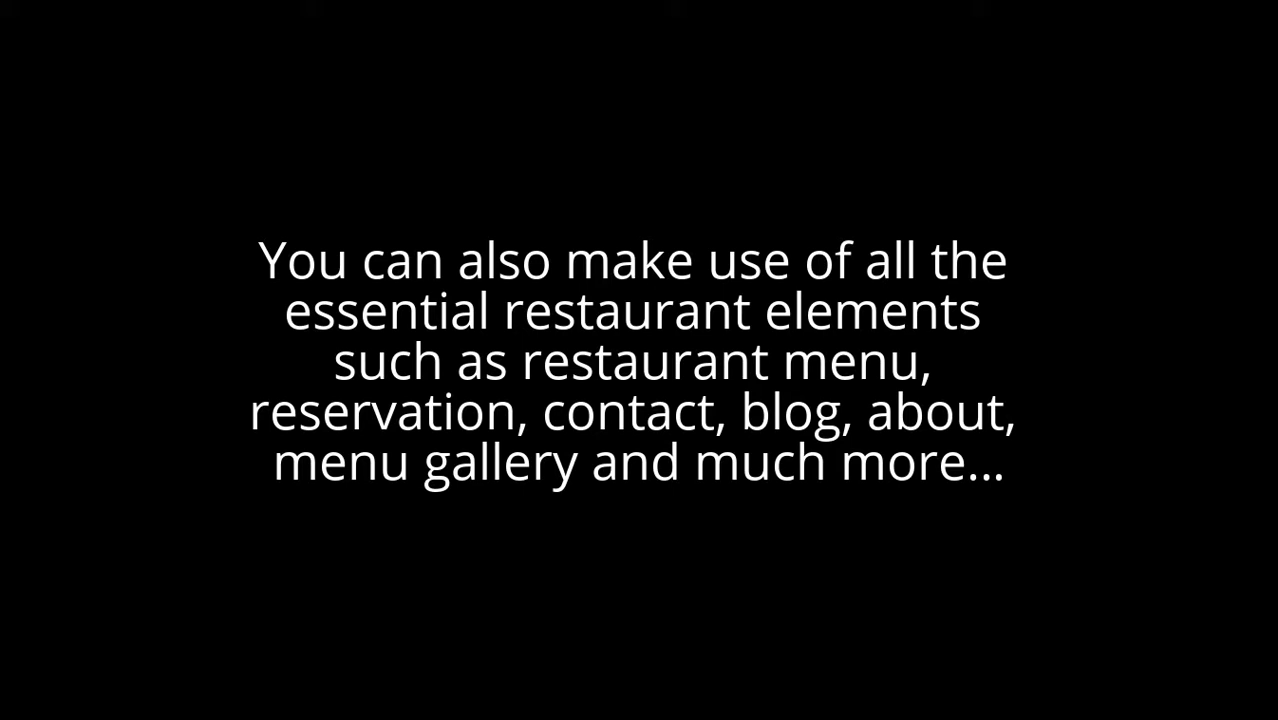 You can also make use of all the
essential restaurant elements
such as restaurant menu,
reservation, contact, blog, about,
menu gallery and much more...